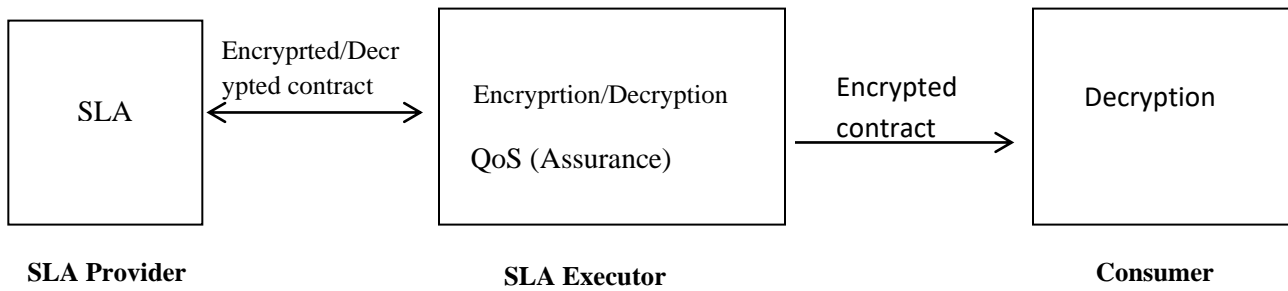 SLA
Encryprted/Decr
ypted contract
Encryprtion/Decryption
QoS (Assurance)
Encrypted
contract
Decryption
SLA Provider
SLA Executor
Consumer